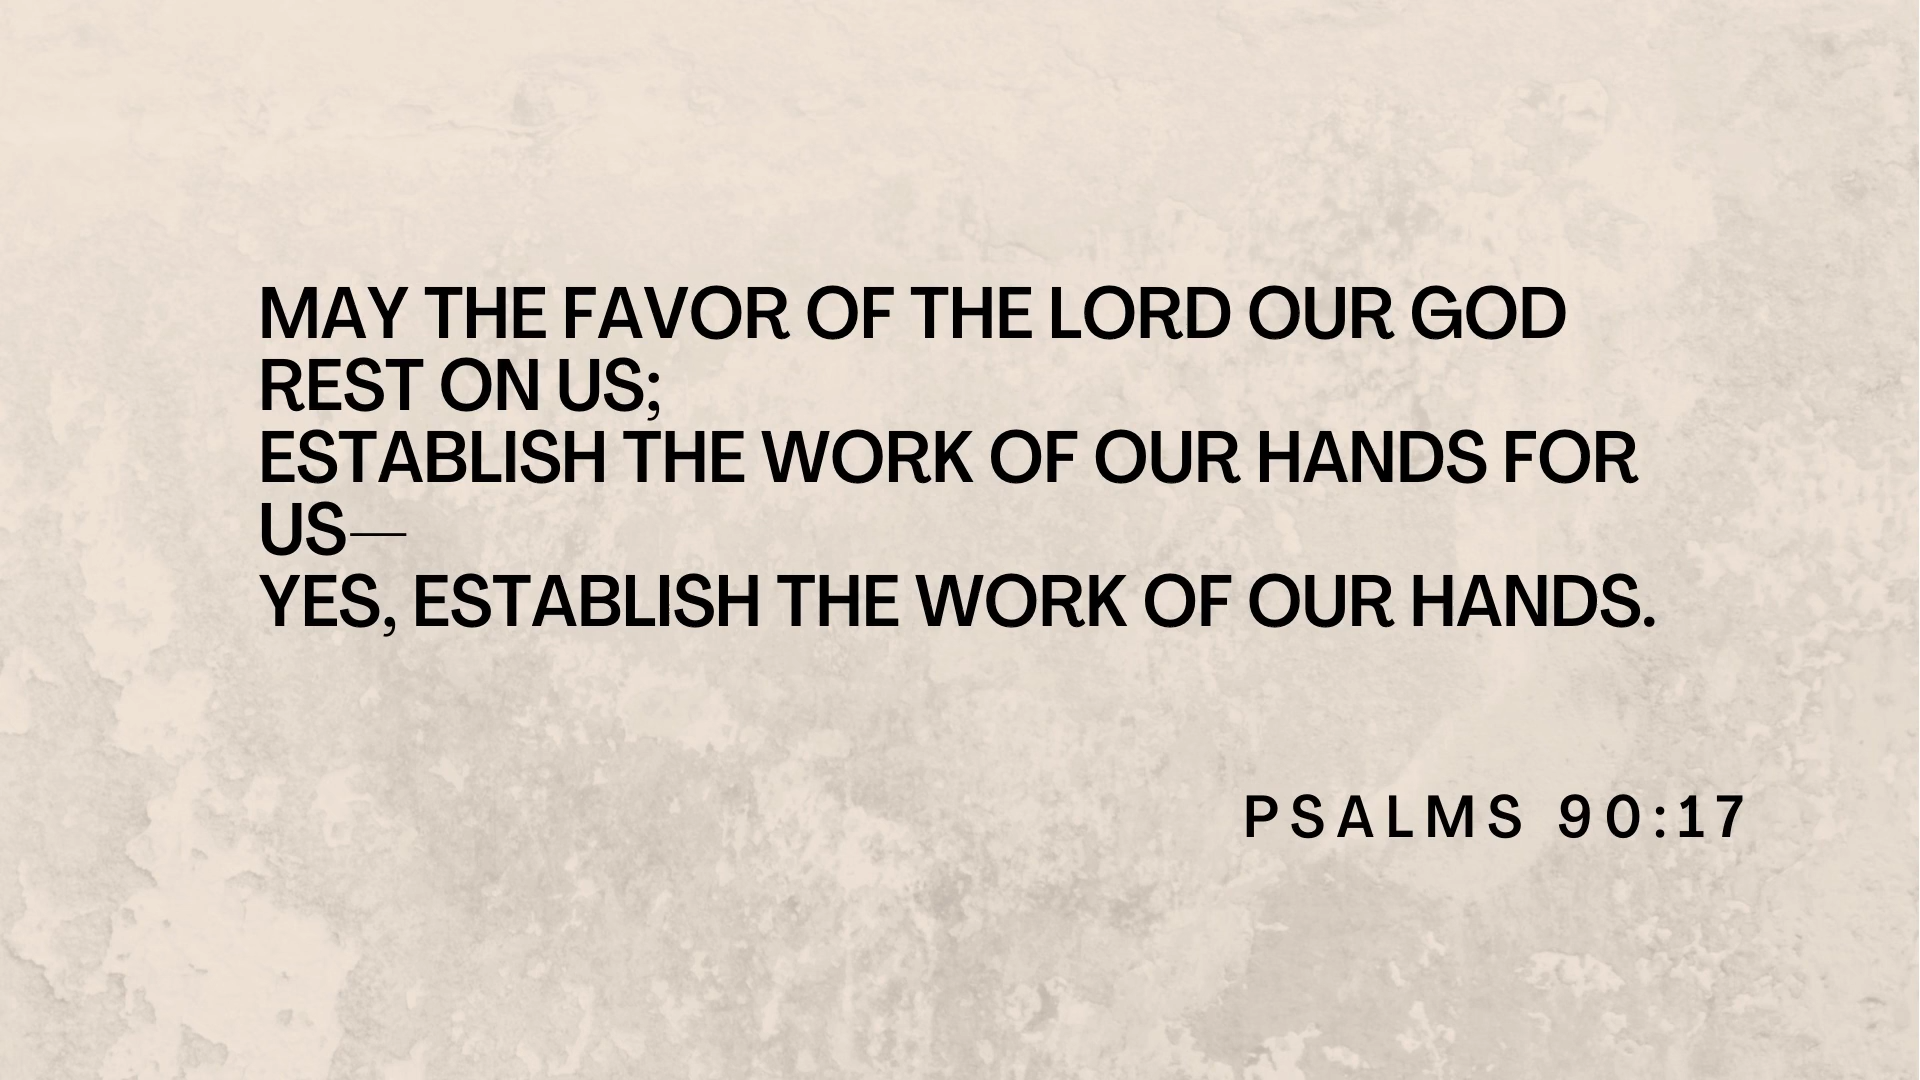 MAY THE FAVOR OF THE LORD OUR GOD
REST ON US;
ESTABLISH THE WORK OF OUR HANDS FOR
US—
YES, ESTABLISH THE WORK OF OUR HANDS.
PSALMS 90:17